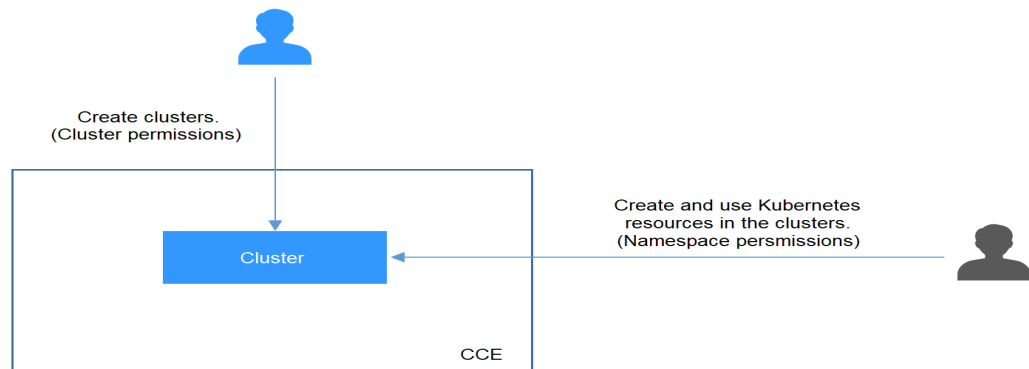 Create clusters.
(Cluster permissions)
Create and use Kubernetes
resources in the clusters.
(Namespace persmissions)
Cluster
CCE